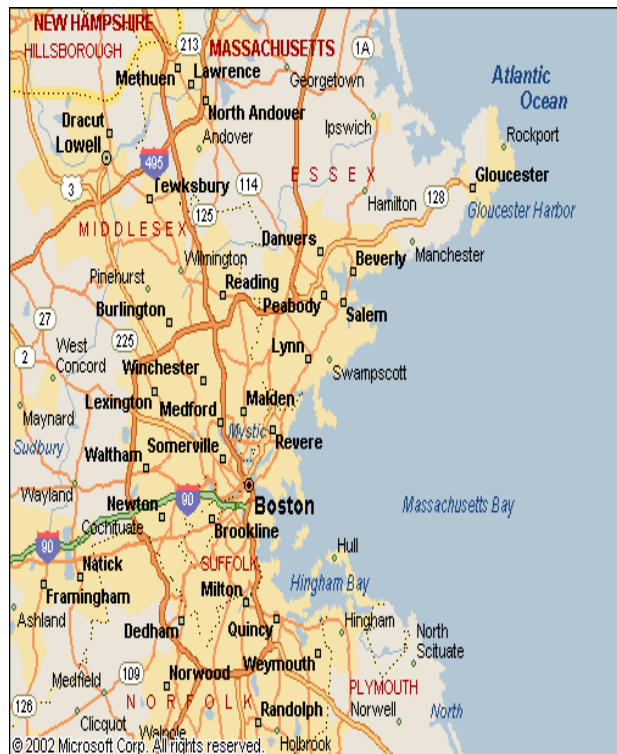 NEW HAMPSHIRE
HILLSBOROUGH
213
MASSACHUSETTS
1A
Methuen
Lawrence
Georgetown
Atlantic
Ocean
North Andover
Dracut
Ipswich
Lowell
Andover
Rockport
495
ESSEX
3
Tewksbury
114
Gloucester
Hamilton
128
125
Gloucester Harbor
MIDDLESEX
Danvers
Manchester
Wilmington
Beverly
Pinehurst
Reading
Peabody
Salem
Burlington
27
225
Lynn
2
West
Concord
Winchester
Swampscott
Lexington
Medford
Malden
Maynard
Mystic
Revere
Sudbury
Somerville
Waltham
Wayland
90
Boston
Massachusetts Bay
Newton
Cochituate
Brookline
90
Hull
Natick
SUFFOLK
Framingham
Milton
Hingham Bay
Ashland
Dedham
Quincy
Hingham
North
Scituate
Weymouth
Medfield
109
Norwood
PLYMOUTH
126
NORFOLK
Clicquot
Randolph
Norwell
North
Walpole
Holbrook
© 2002 Microsoft Corp. All rights reserved.